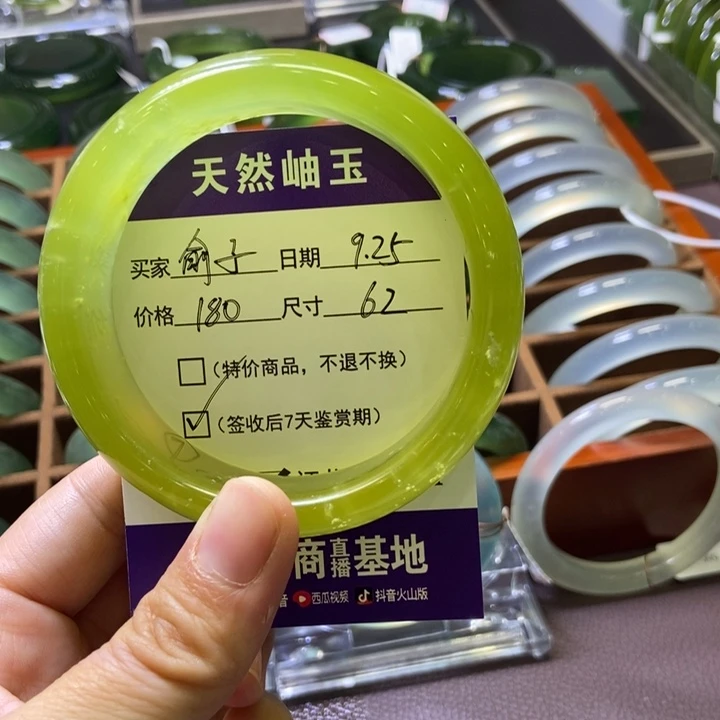 天然岫玉
买家 俞子 日期 9.25
价格 180 尺寸 62
(特价商品，不退不换)
(签收后7天鉴赏期)
商直播基地
音 西瓜视频 抖音火山版